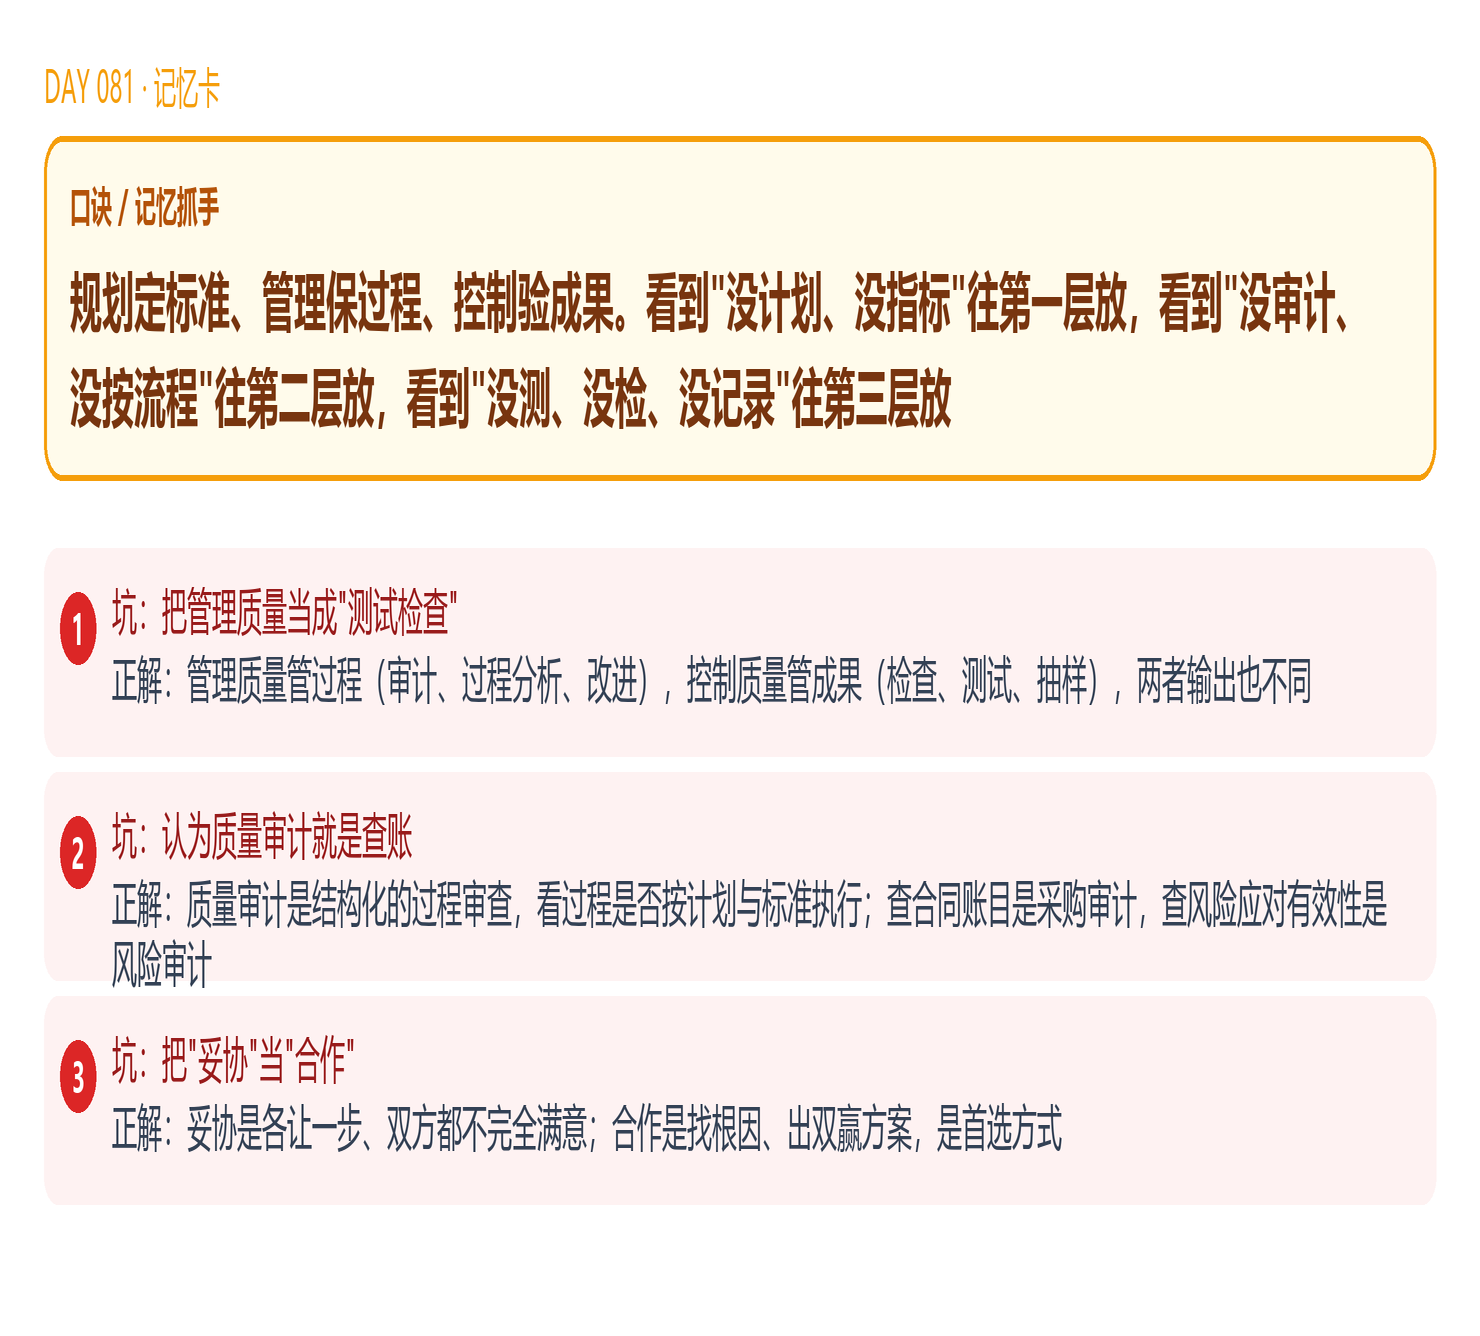 DAY 081 · 记忆卡
口诀 / 记忆抓手
规划定标准、管理保过程、控制验成果。看到"没计划、没指标"往第一层放，看到"没审计、
没按流程"往第二层放，看到"没测、没检、没记录"往第三层放
1
坑：把管理质量当成"测试检查"
正解：管理质量管过程（审计、过程分析、改进），控制质量管成果（检查、测试、抽样），两者输出也不同
2
坑：认为质量审计就是查账
正解：质量审计是结构化的过程审查，看过程是否按计划与标准执行；查合同账目是采购审计，查风险应对有效性是
风险审计
3
坑：把"妥协"当"合作"
正解：妥协是各让一步、双方都不完全满意；合作是找根因、出双赢方案，是首选方式